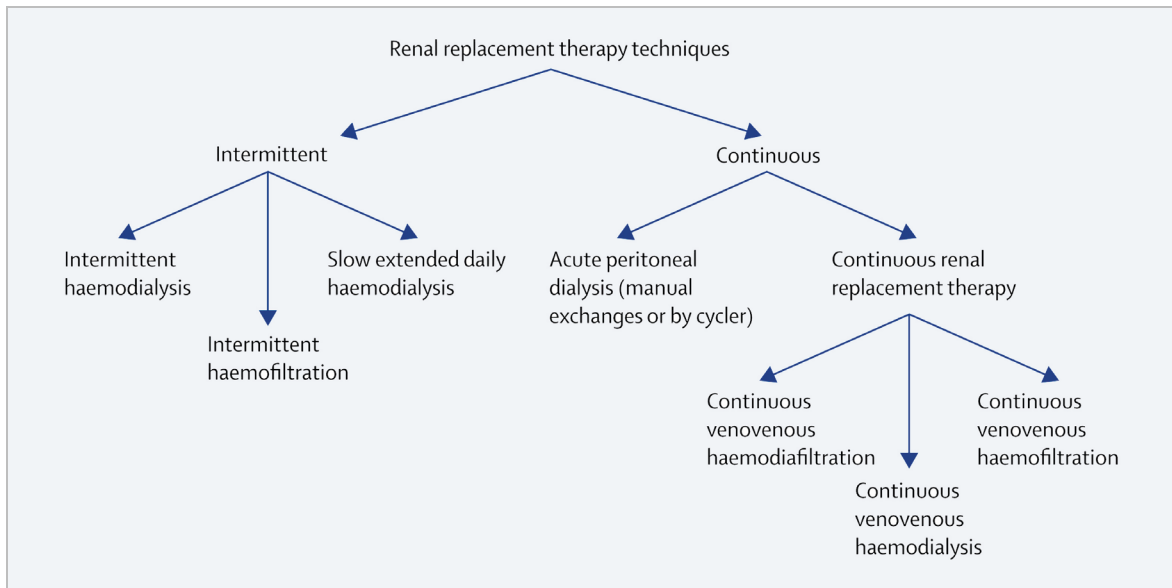 Renal replacement therapy techniques
Intermittent
Continuous
Intermittent
haemodialysis
Slow extended daily
haemodialysis
Intermittent
haemofiltration
Acute peritoneal
dialysis (manual
exchanges or by cycler)
Continuous renal
replacement therapy
Continuous
venovenous
haemodiafiltration
Continuous
venovenous
haemofiltration
Continuous
venovenous
haemodialysis